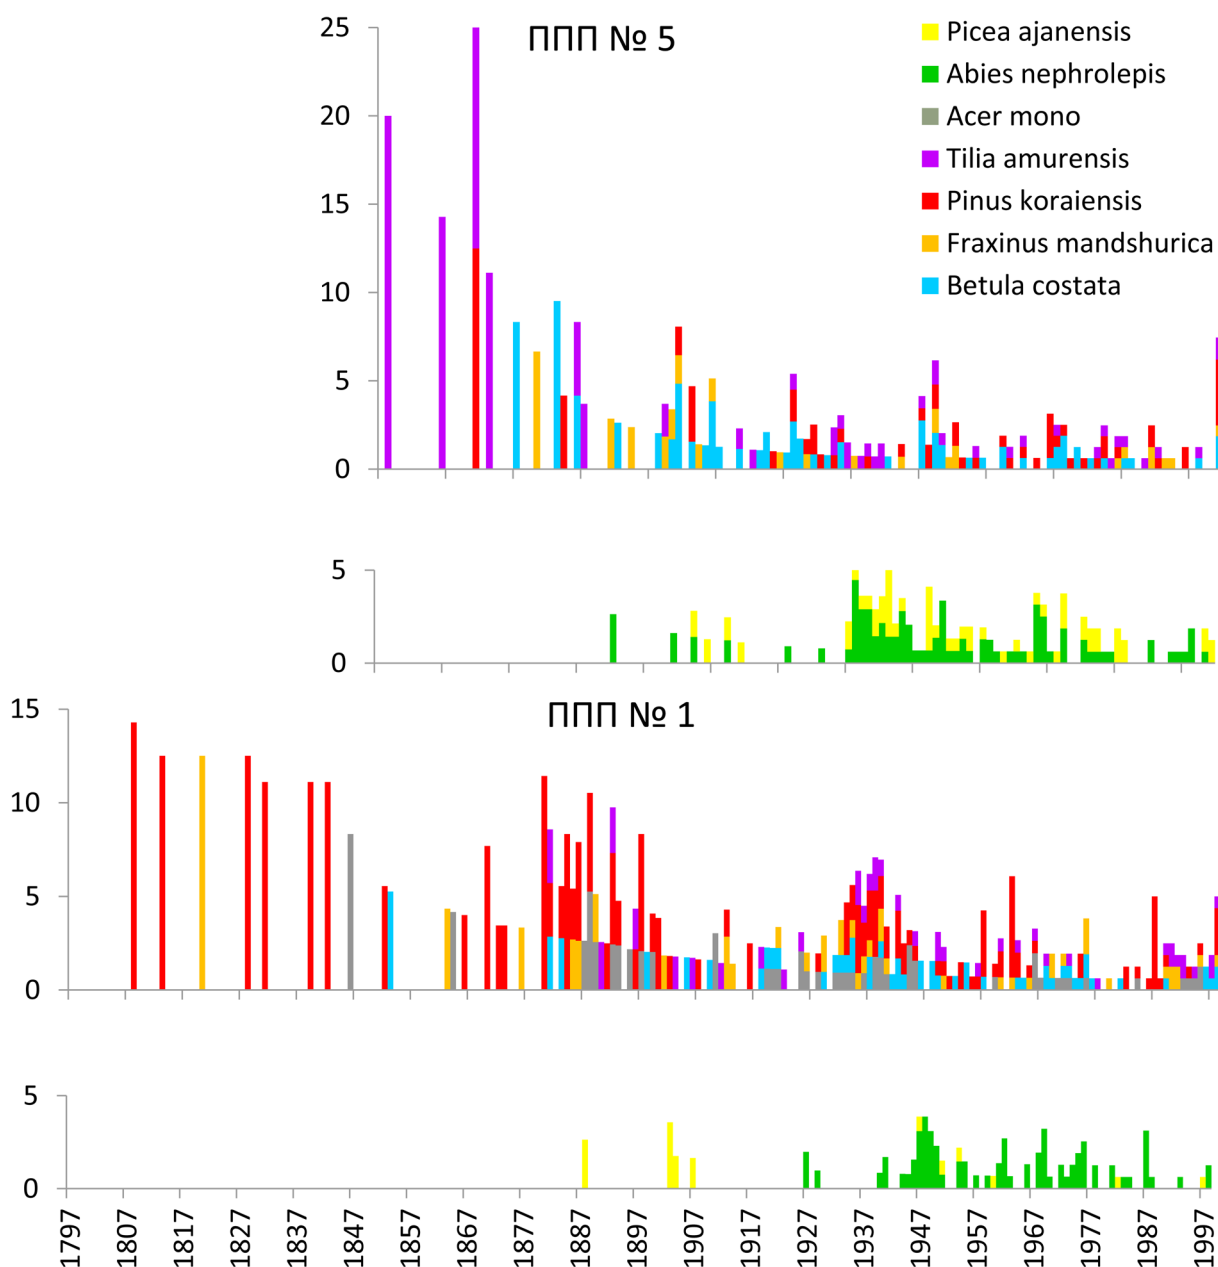 ППП № 5
25
20
15
10
5
0
Picea ajanensis
Abies nephrolepis
Acer mono
Tilia amurensis
Pinus koraiensis
Fraxinus mandshurica
Betula costata
5
0
ППП № 1
15
10
5
0
5
0
1797 1807 1817 1827 1837 1847 1857 1867 1877 1887 1897 1907 1917 1927 1937 1947 1957 1967 1977 1987 1997